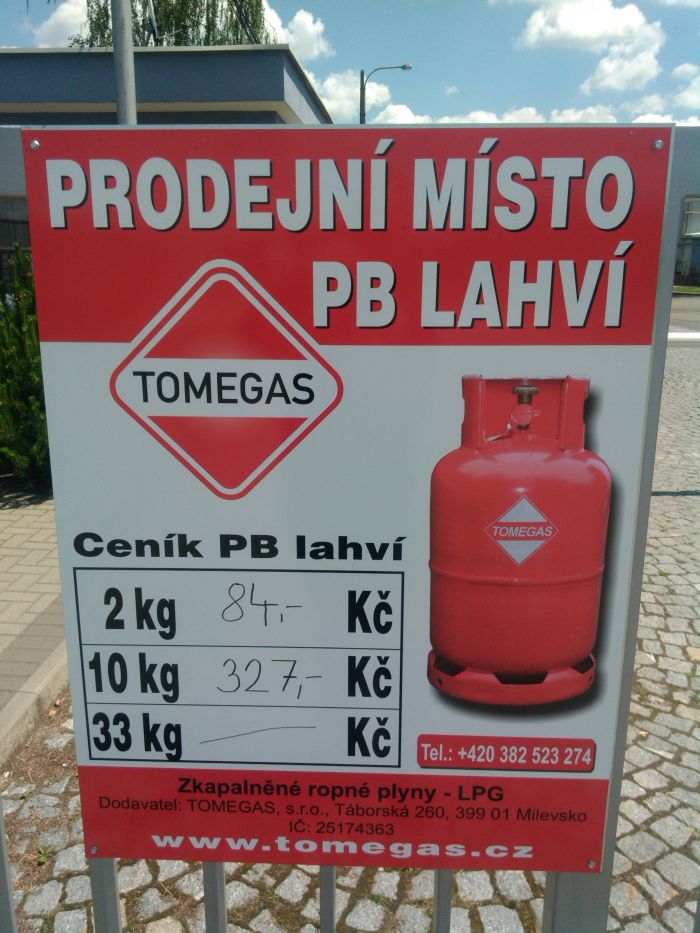 PRODEJNÍ MÍSTO
PB LAHVÍ
TOMEGAS
TOMEGAS
Ceník PB lahví
2 kg 84,- Kč
10 kg 327,- Kč
33 kg — Kč
Tel.: +420 382 523 274
Zkapalněné ropné plyny - LPG
Dodavatel: TOMEGAS, s.r.o., Táborská 260, 399 01 Milevsko
IČ: 25174363
www.tomegas.cz